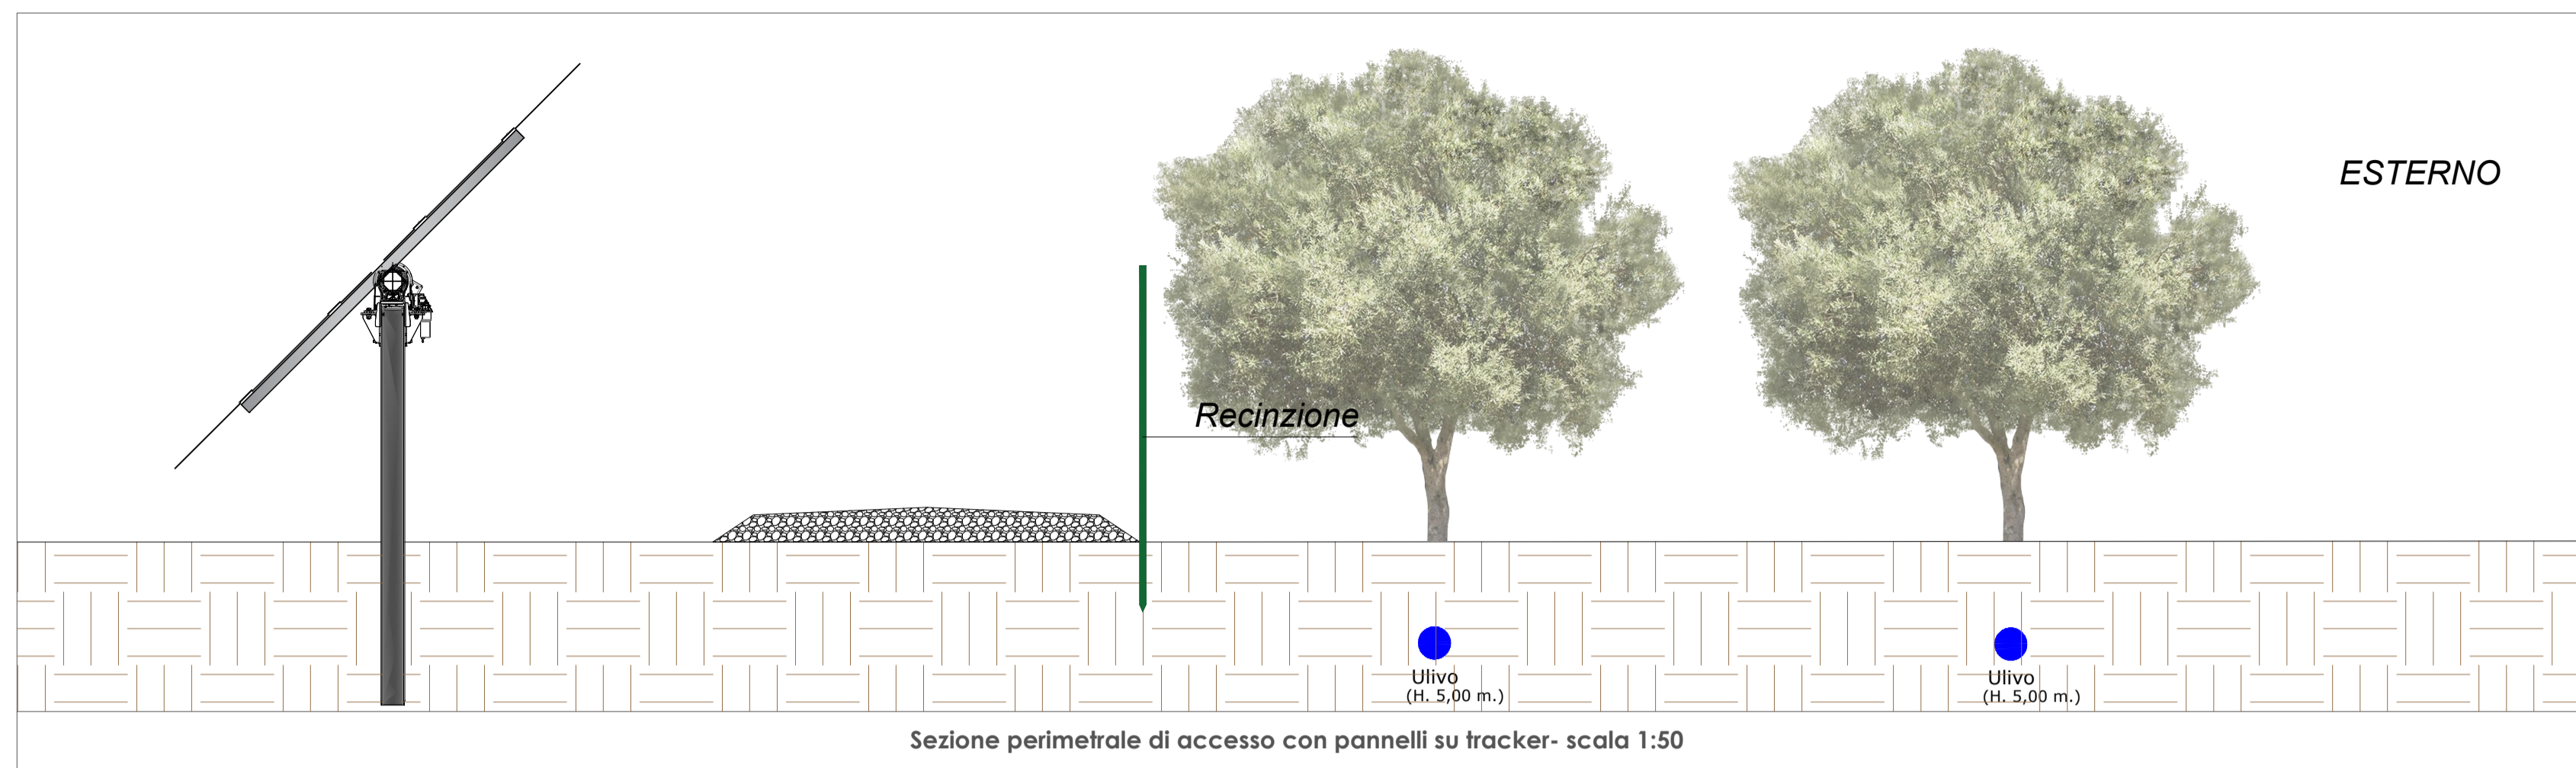 ESTERNO
Recinzione
Ulivo
(H. 5,00 m.)
Ulivo
(H. 5,00 m.)
Sezione perimetrale di accesso con pannelli su tracker- scala 1:50